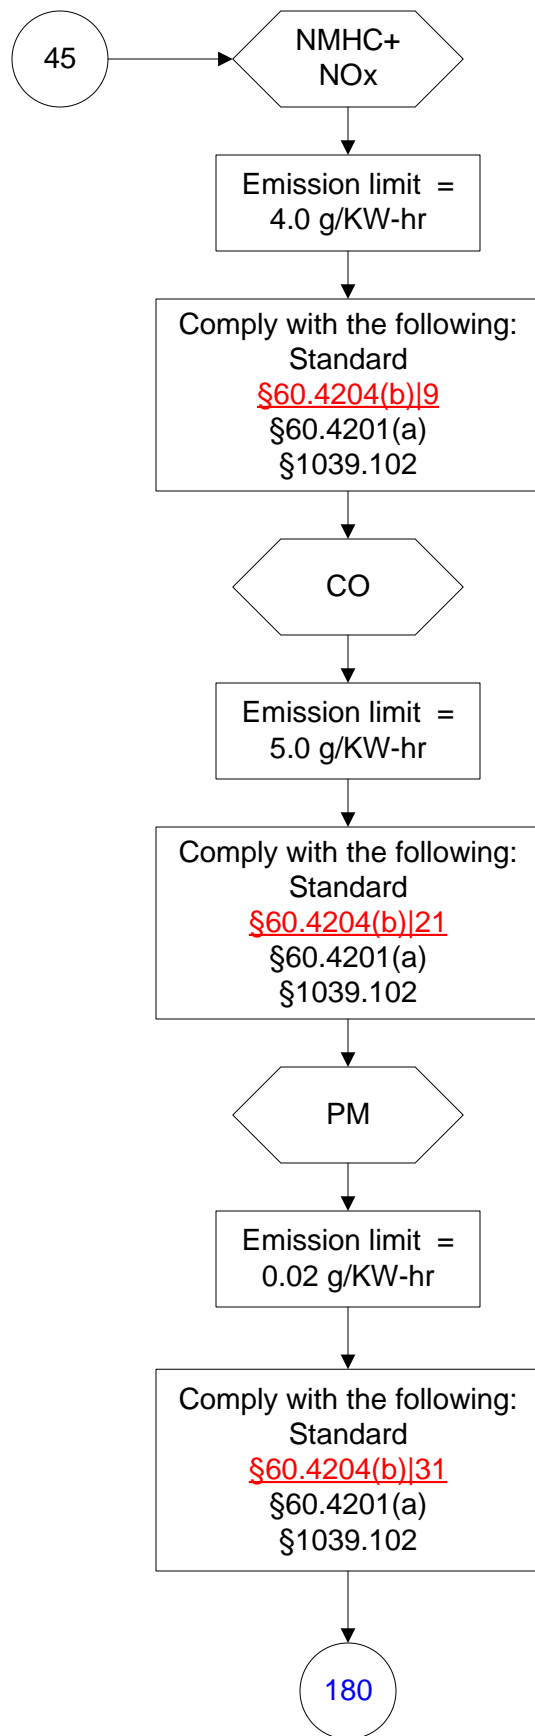 45
NMHC+
NOx
Emission limit =
4.0 g/KW-hr
Comply with the following:
Standard
§60.4204(b)|9
§60.4201(a)
§1039.102
CO
Emission limit =
5.0 g/KW-hr
Comply with the following:
Standard
§60.4204(b)|21
§60.4201(a)
§1039.102
PM
Emission limit =
0.02 g/KW-hr
Comply with the following:
Standard
§60.4204(b)|31
§60.4201(a)
§1039.102
180